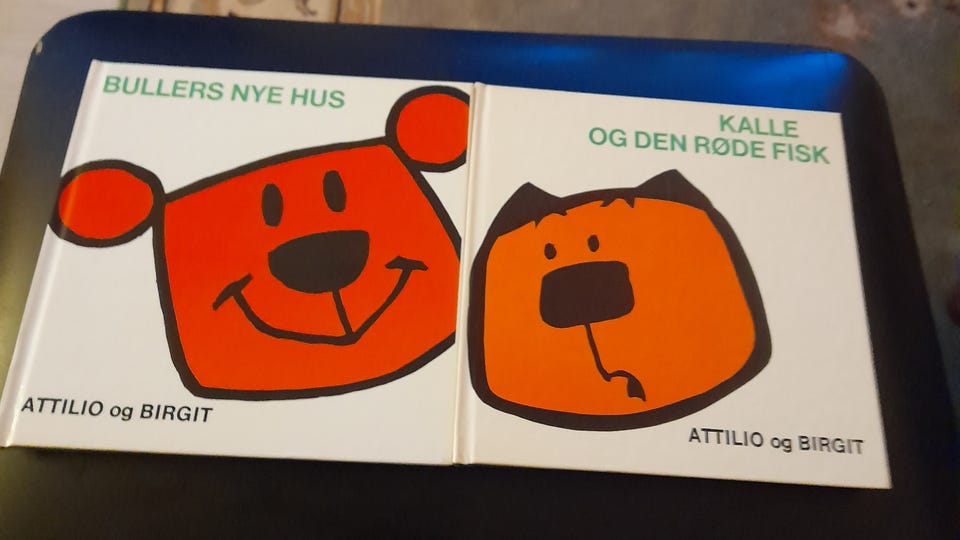 BULLERS NYE HUS
ATTILIO og BIRGIT
KALLE
OG DEN RØDE FISK
ATTILIO og BIRGIT